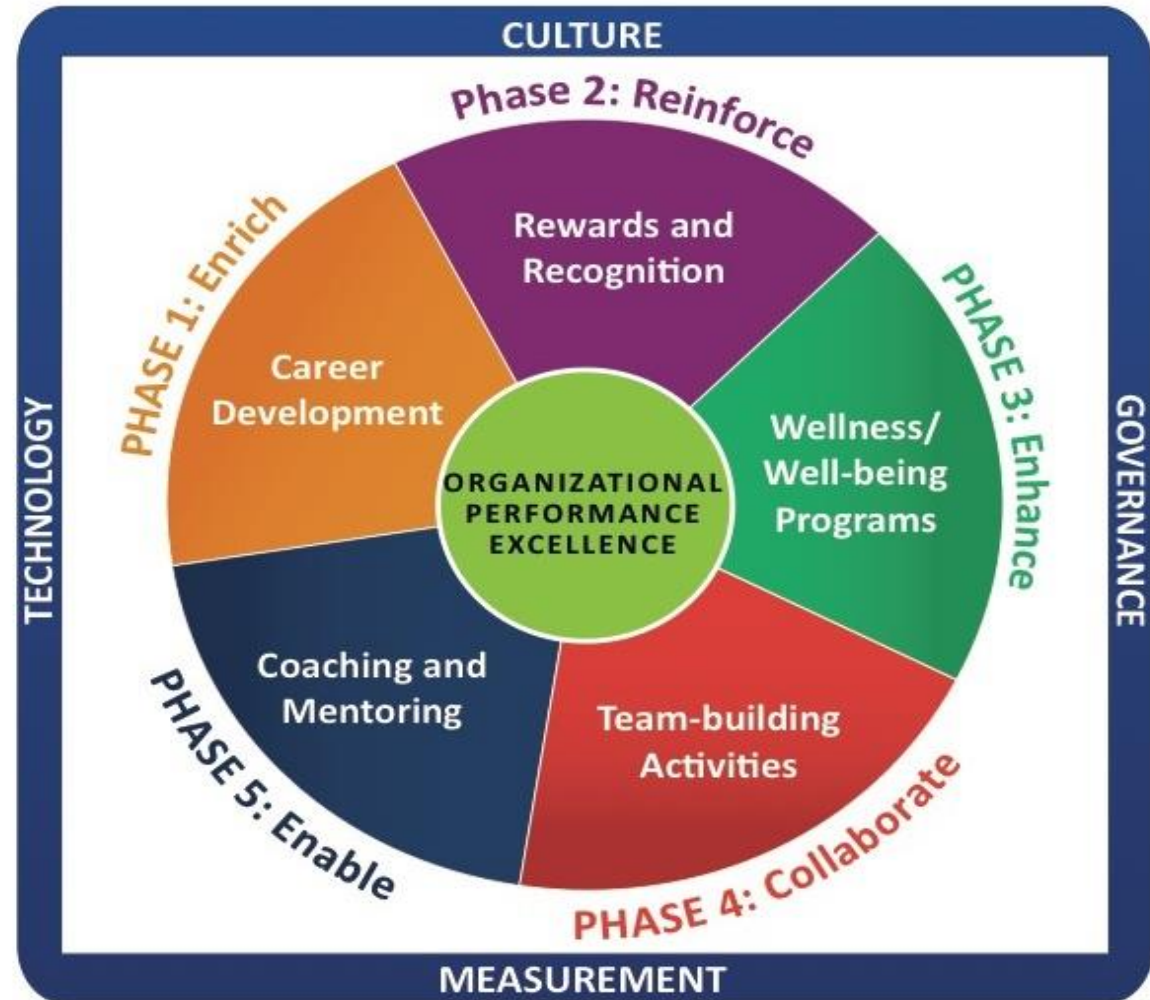 CULTURE
Phase 2: Reinforce
Rewards and
Recognition
PHASE 1: Enrich
Career
Development
PHASE 3: Enhance
Wellness/
Well-being
Programs
TECHNOLOGY
GOVERNANCE
ORGANIZATIONAL
PERFORMANCE
EXCELLENCE
Coaching and
Mentoring
PHASE 5: Enable
Team-building
Activities
PHASE 4: Collaborate
MEASUREMENT